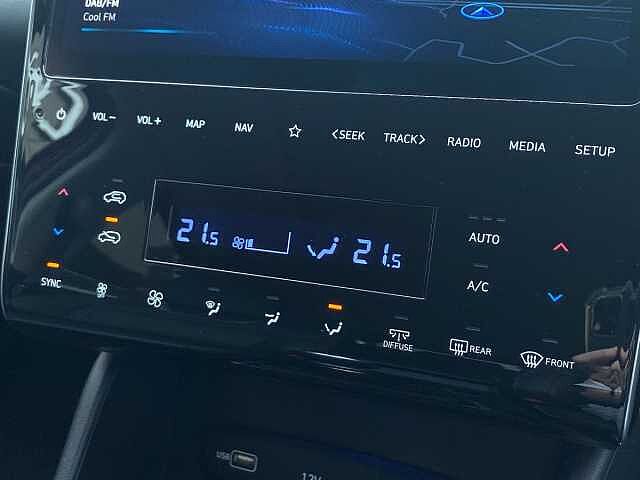 DAB/FM
Cool FM
VOL− VOL+ MAP NAV <SEEK TRACK> RADIO MEDIA SETUP
21.5 21.5
AUTO
A/C
SYNC
DIFFUSE
REAR
FRONT
USB
12V